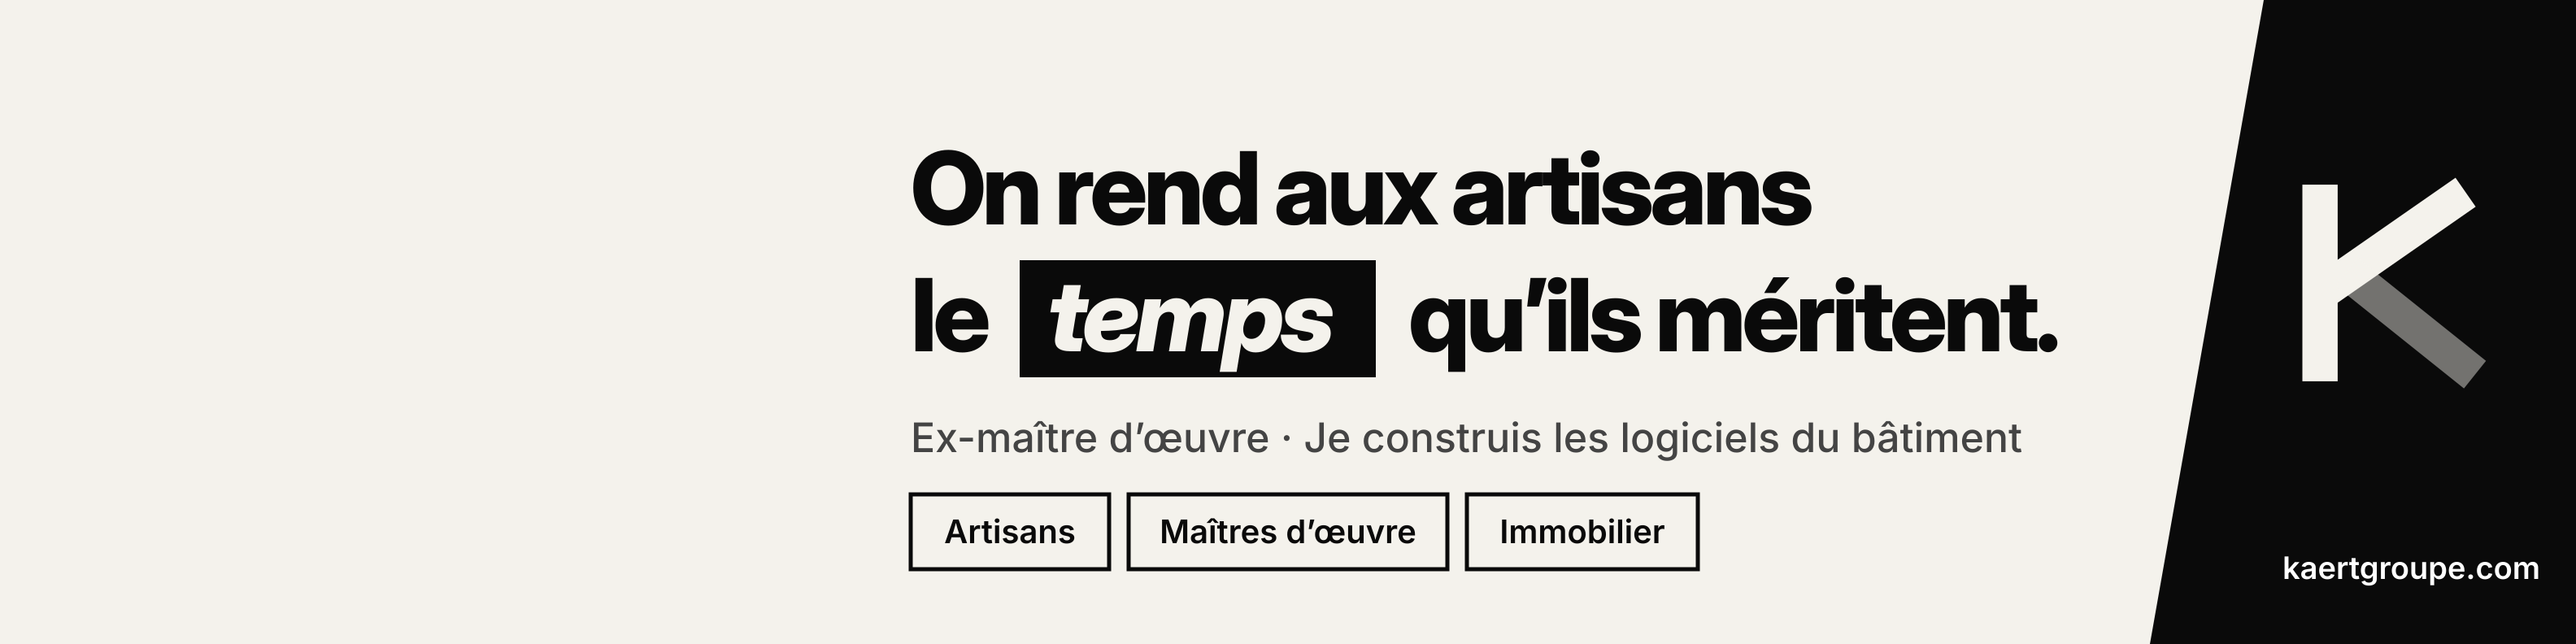 On rend aux artisans
le temps qu’ils méritent.
Ex-maître d’œuvre · Je construis les logiciels du bâtiment
Artisans
Maîtres d’œuvre
Immobilier
K
kaertgroupe.com